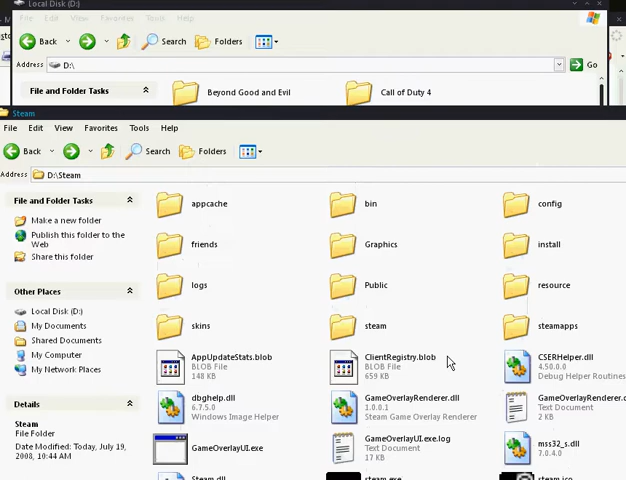 Local Disk (D:)
File Edit View Favorites Tools Help
Back Search Folders
Address D:\ Go
File and Folder Tasks
Beyond Good and Evil
Call of Duty 4
Steam
File Edit View Favorites Tools Help
Back Search Folders
Address D:\Steam
File and Folder Tasks
Make a new folder
Publish this folder to the
Web
Share this folder
Other Places
Local Disk (D:)
My Documents
Shared Documents
My Computer
My Network Places
Details
Steam
File Folder
Date Modified: Today, July 19,
2008, 10:44 AM
appcache
bin
config
friends
Graphics
install
logs
Public
resource
skins
steam
steamapps
AppUpdateStats.blob
BLOB File
148 KB
ClientRegistry.blob
BLOB File
659 KB
CSERHelper.dll
4.50.0.0
Debug Helper Routines
dbghelp.dll
6.7.5.0
Windows Image Helper
GameOverlayRenderer.dll
1.0.0.1
Steam Game Overlay Renderer
GameOverlayRenderer.
Text Document
2 KB
GameOverlayUI.exe
GameOverlayUI.exe.log
Text Document
17 KB
mss32_s.dll
7.0.4.0
Steam.dll
steam.exe
steam.ico